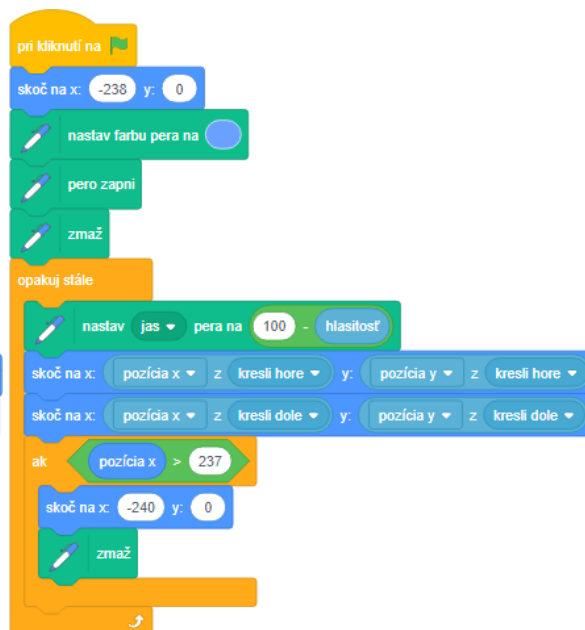 pri kliknutí na
skoč na x: -238 y: 0
nastav farbu pera na
pero zapni
zmaž
opakuj stále
nastav jas pera na 100 - hlasitosť
skoč na x: pozícia x z kresli hore y: pozícia y z kresli hore
skoč na x: pozícia x z kresli dole y: pozícia y z kresli dole
ak pozícia x > 237
skoč na x: -240 y: 0
zmaž